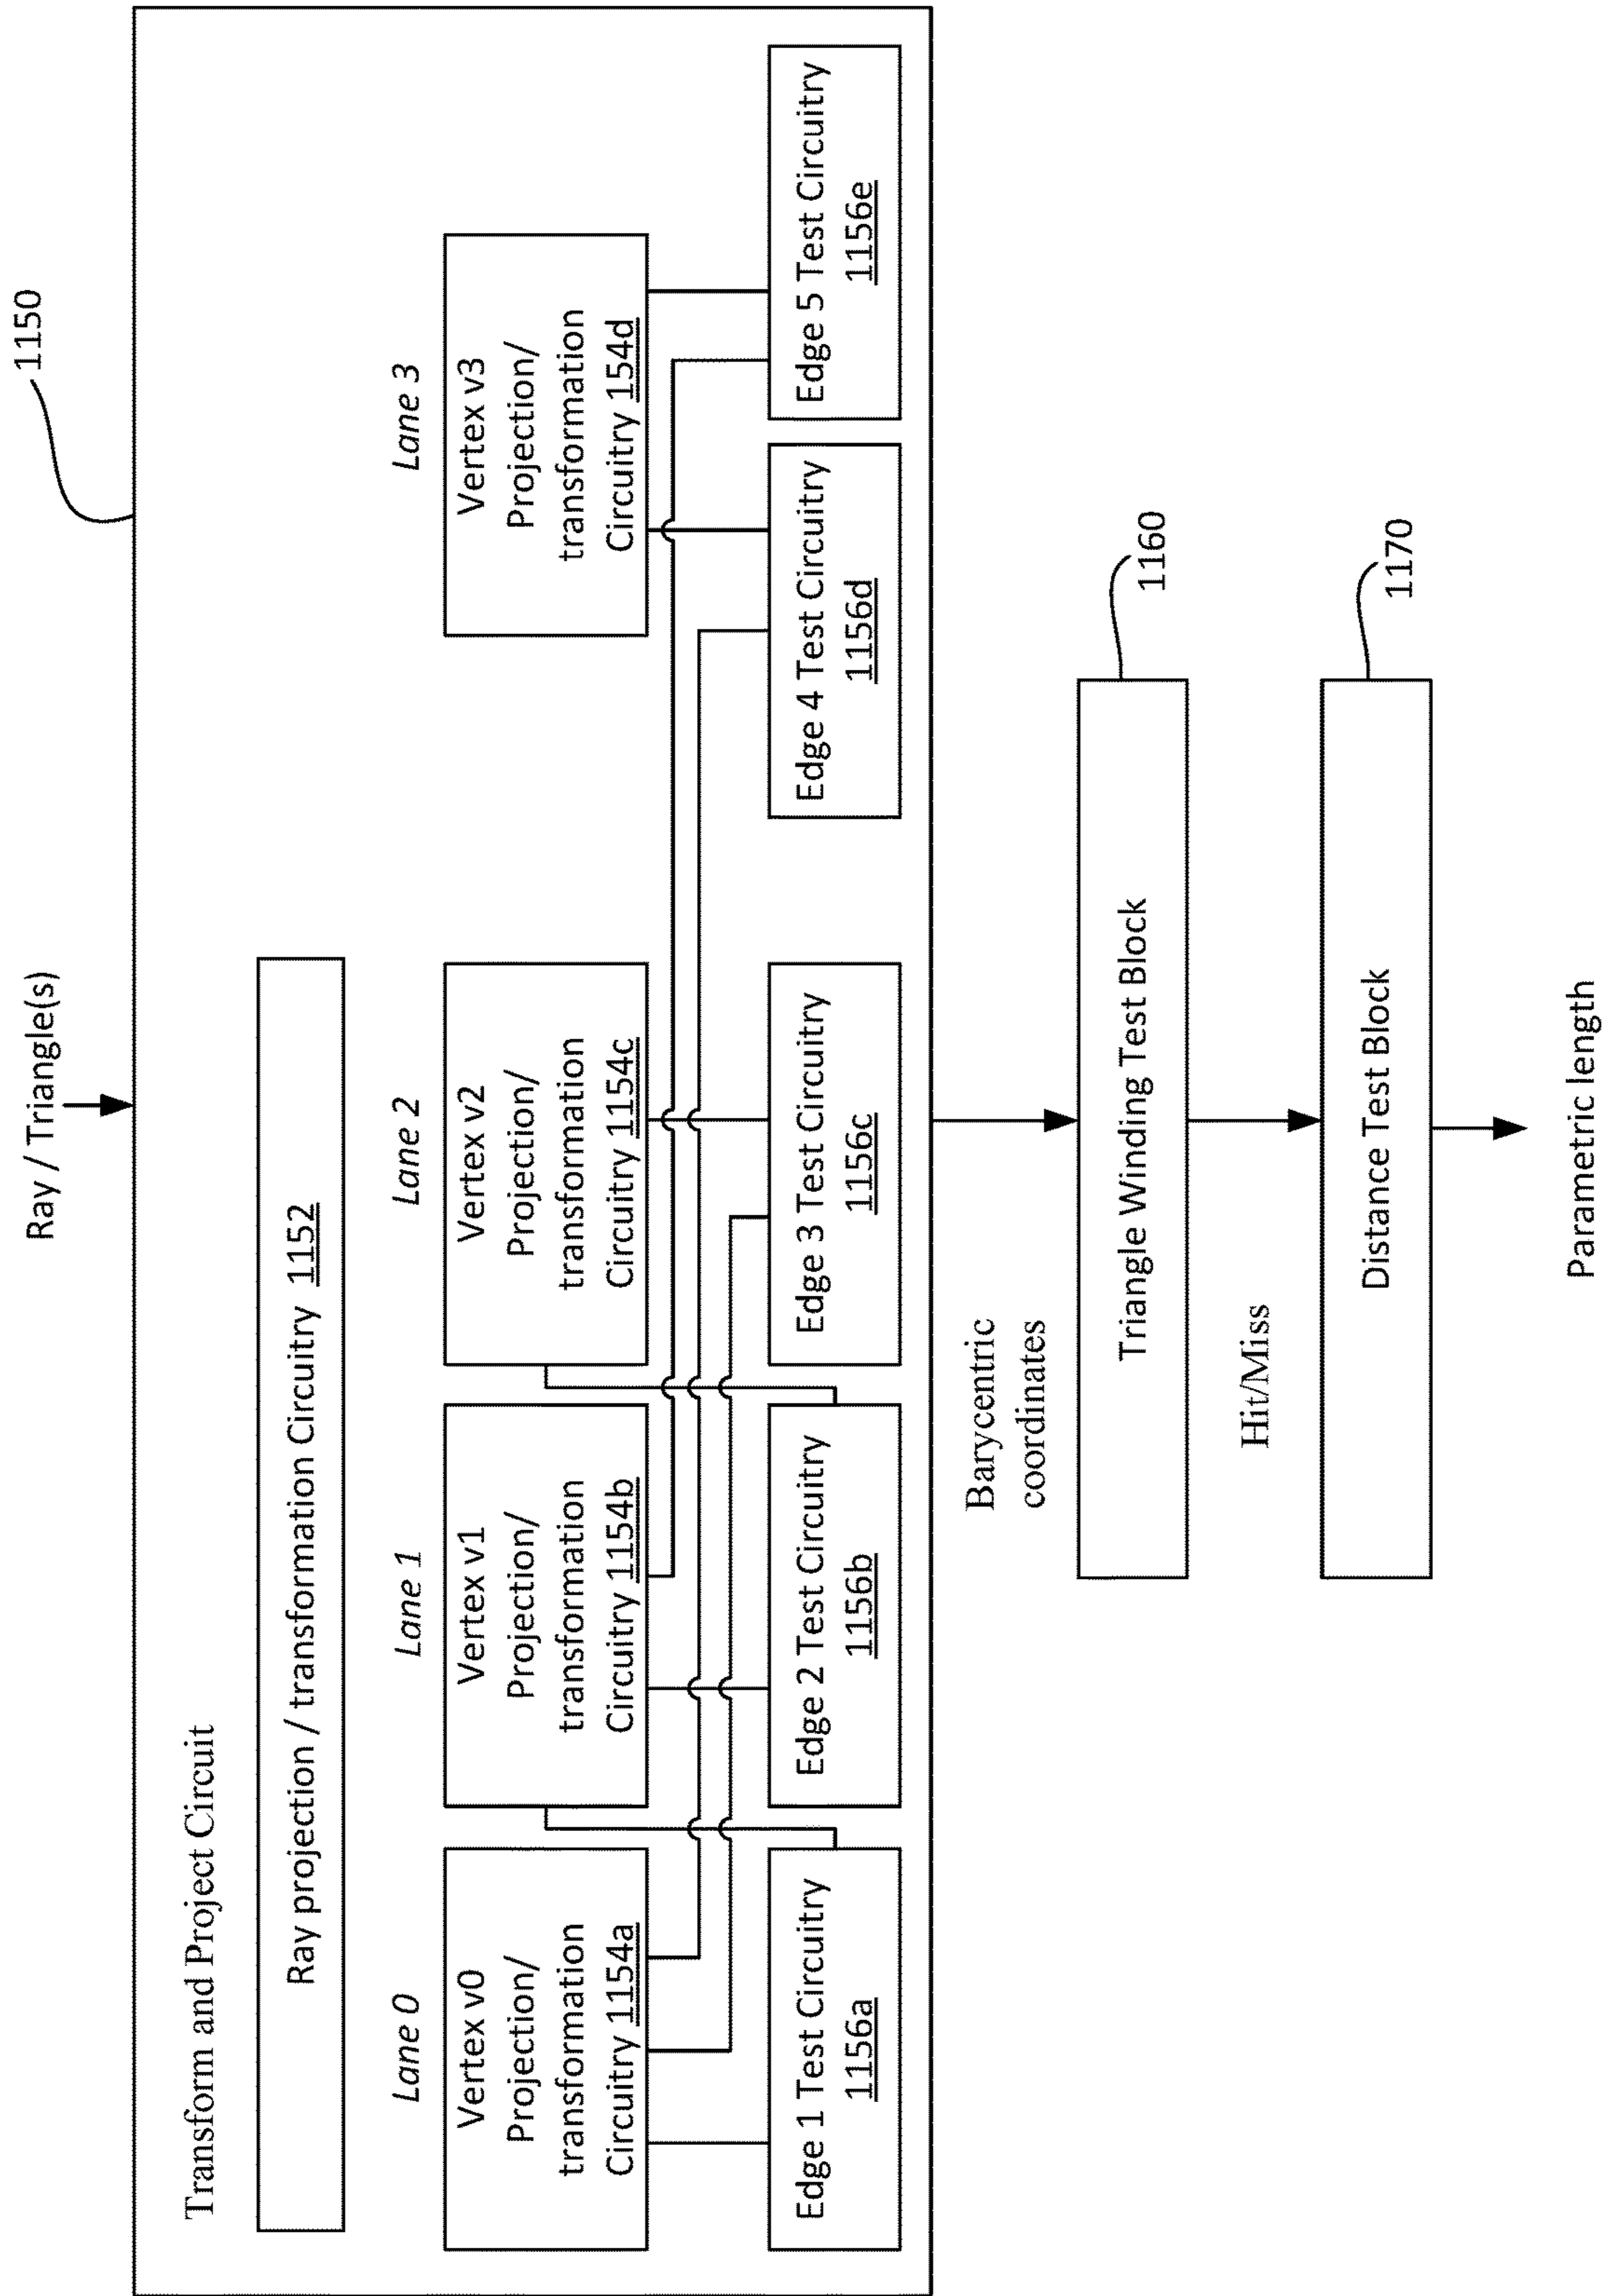 Ray / Triangle(s)
1150
Transform and Project Circuit
Ray projection / transformation Circuitry 1152
Lane 0
Lane 1
Lane 2
Lane 3
Vertex v0
Projection/
transformation
Circuitry 1154a
Vertex v1
Projection/
transformation
Circuitry 1154b
Vertex v2
Projection/
transformation
Circuitry 1154c
Vertex v3
Projection/
transformation
Circuitry 154d
Edge 1 Test Circuitry
1156a
Edge 2 Test Circuitry
1156b
Edge 3 Test Circuitry
1156c
Edge 4 Test Circuitry
1156d
Edge 5 Test Circuitry
1156e
Barycentric
coordinates
Triangle Winding Test Block
1160
Hit/Miss
Distance Test Block
1170
Parametric length